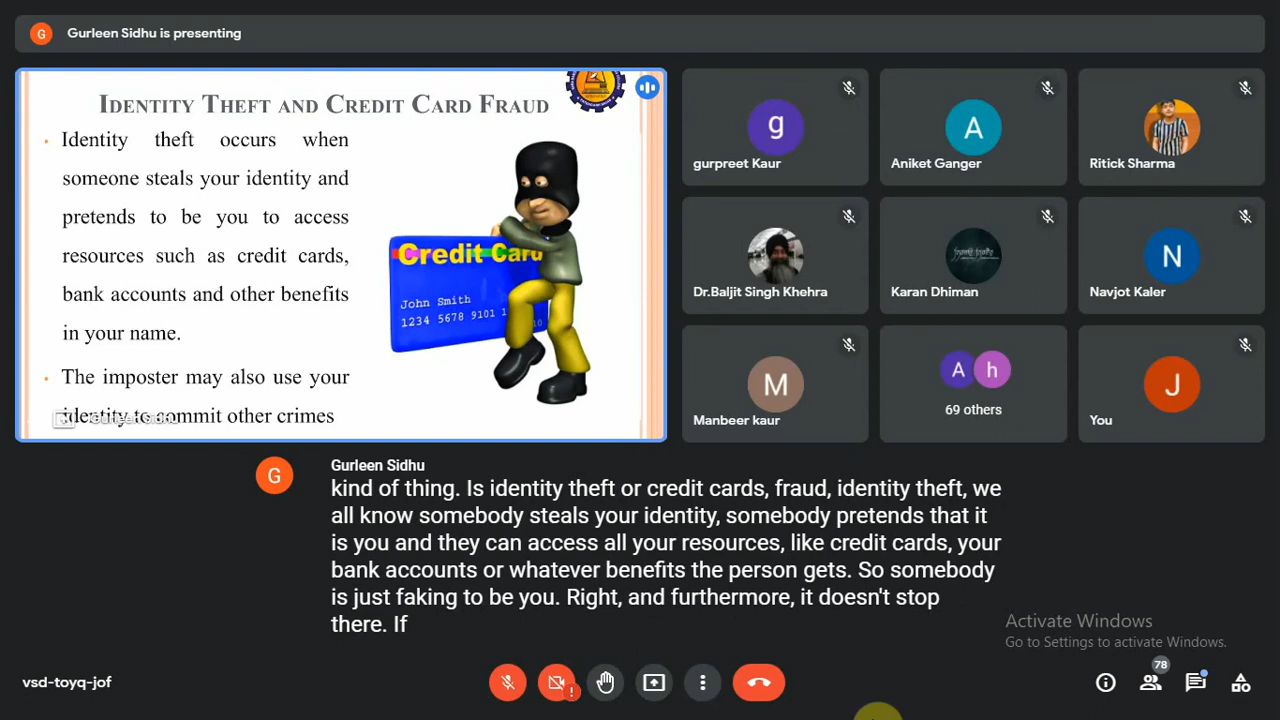 G Gurleen Sidhu is presenting
IDENTITY THEFT AND CREDIT CARD FRAUD
• Identity theft occurs when
someone steals your identity and
pretends to be you to access
resources such as credit cards,
bank accounts and other benefits
in your name.
• The imposter may also use your
identity to commit other crimes
Gurleen Sidhu
Credit Card
John Smith
1234 5678 9101 1 10
g
gurpreet Kaur
A
Aniket Ganger
Ritick Sharma
Dr.Baljit Singh Khehra
Karan Dhiman
N
Navjot Kaler
M
Manbeer kaur
A h
69 others
J
You
G Gurleen Sidhu
kind of thing. Is identity theft or credit cards, fraud, identity theft, we
all know somebody steals your identity, somebody pretends that it
is you and they can access all your resources, like credit cards, your
bank accounts or whatever benefits the person gets. So somebody
is just faking to be you. Right, and furthermore, it doesn't stop
there. If
Activate Windows
Go to Settings to activate Windows.
vsd-toyq-jof
!
78